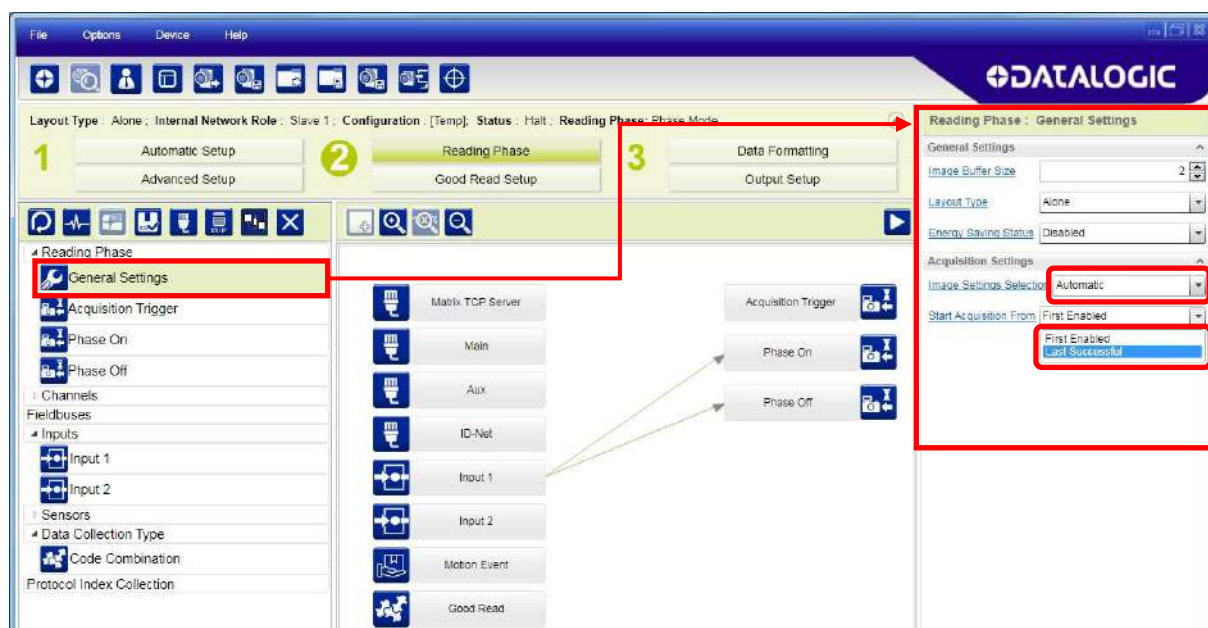 File Options Device Help
DATALOGIC
Layout Type : Alone ; Internal Network Role : Slave 1 ; Configuration : [Temp]; Status : Halt ; Reading Phase: Phase Mode
1 Automatic Setup
Advanced Setup
2 Reading Phase
Good Read Setup
3 Data Formatting
Output Setup
Reading Phase
General Settings
Acquisition Trigger
Phase On
Phase Off
Channels
Fieldbuses
Inputs
Input 1
Input 2
Sensors
Data Collection Type
Code Combination
Protocol Index Collection
Matrix TCP Server
Main
Aux
ID-Net
Input 1
Input 2
Motion Event
Good Read
Acquisition Trigger
Phase On
Phase Off
Reading Phase : General Settings
General Settings
Image Buffer Size 2
Layout Type Alone
Energy Saving Status Disabled
Acquisition Settings
Image Settings Selection Automatic
Start Acquisition From First Enabled
First Enabled
Last Successful